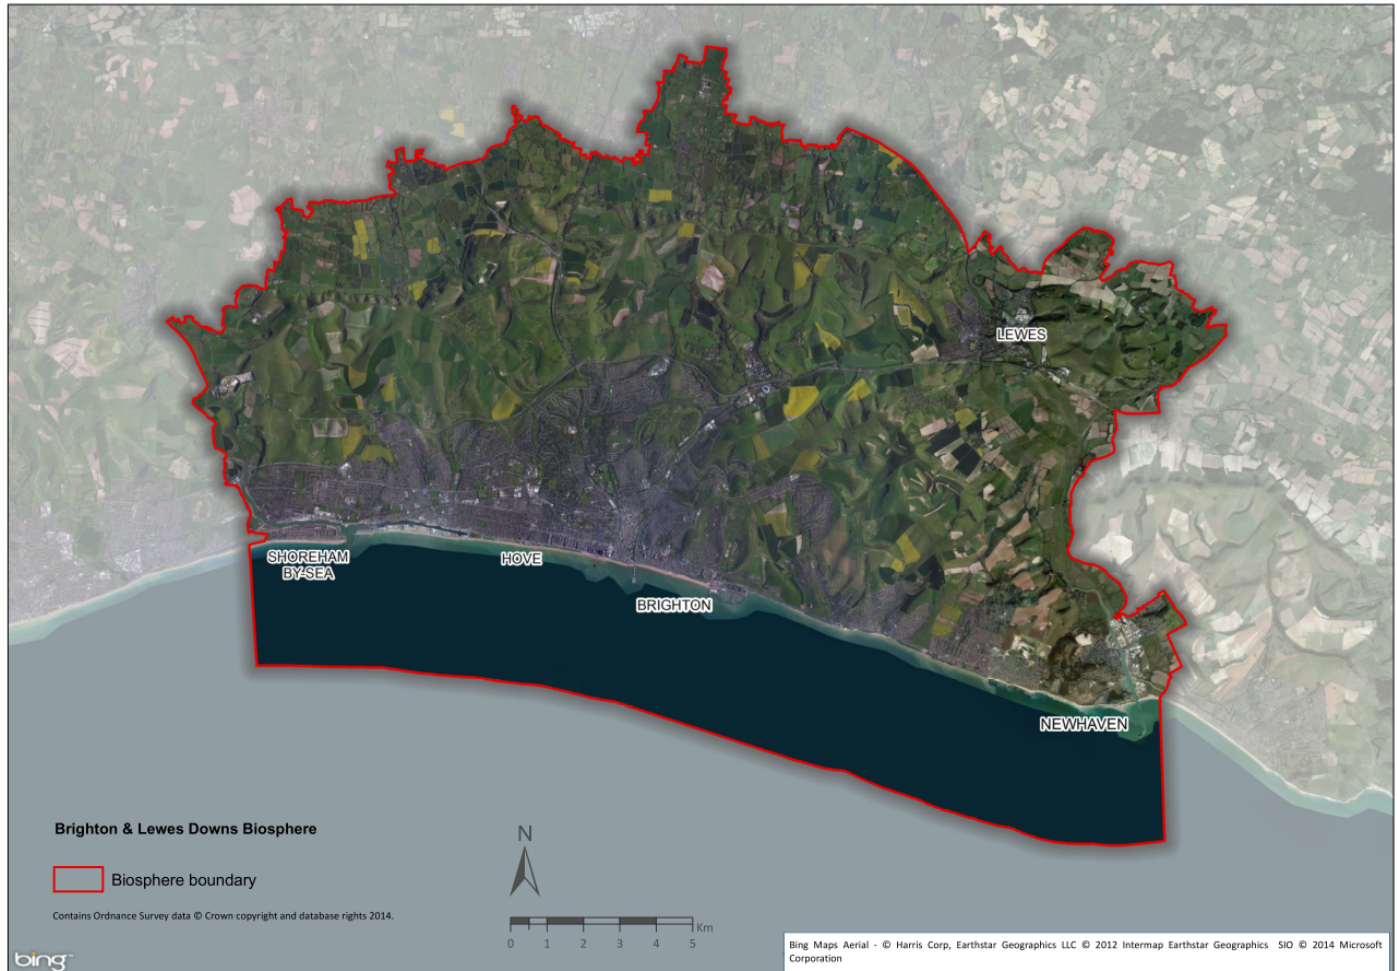 LEWES
SHOREHAM
BY-SEA
HOVE
BRIGHTON
NEWHAVEN
Brighton & Lewes Downs Biosphere
Biosphere boundary
Contains Ordnance Survey data © Crown copyright and database rights 2014.
N
Km
0 1 2 3 4 5
bing™
Bing Maps Aerial - © Harris Corp, Earthstar Geographics LLC © 2012 Intermap Earthstar Geographics SIO © 2014 Microsoft
Corporation